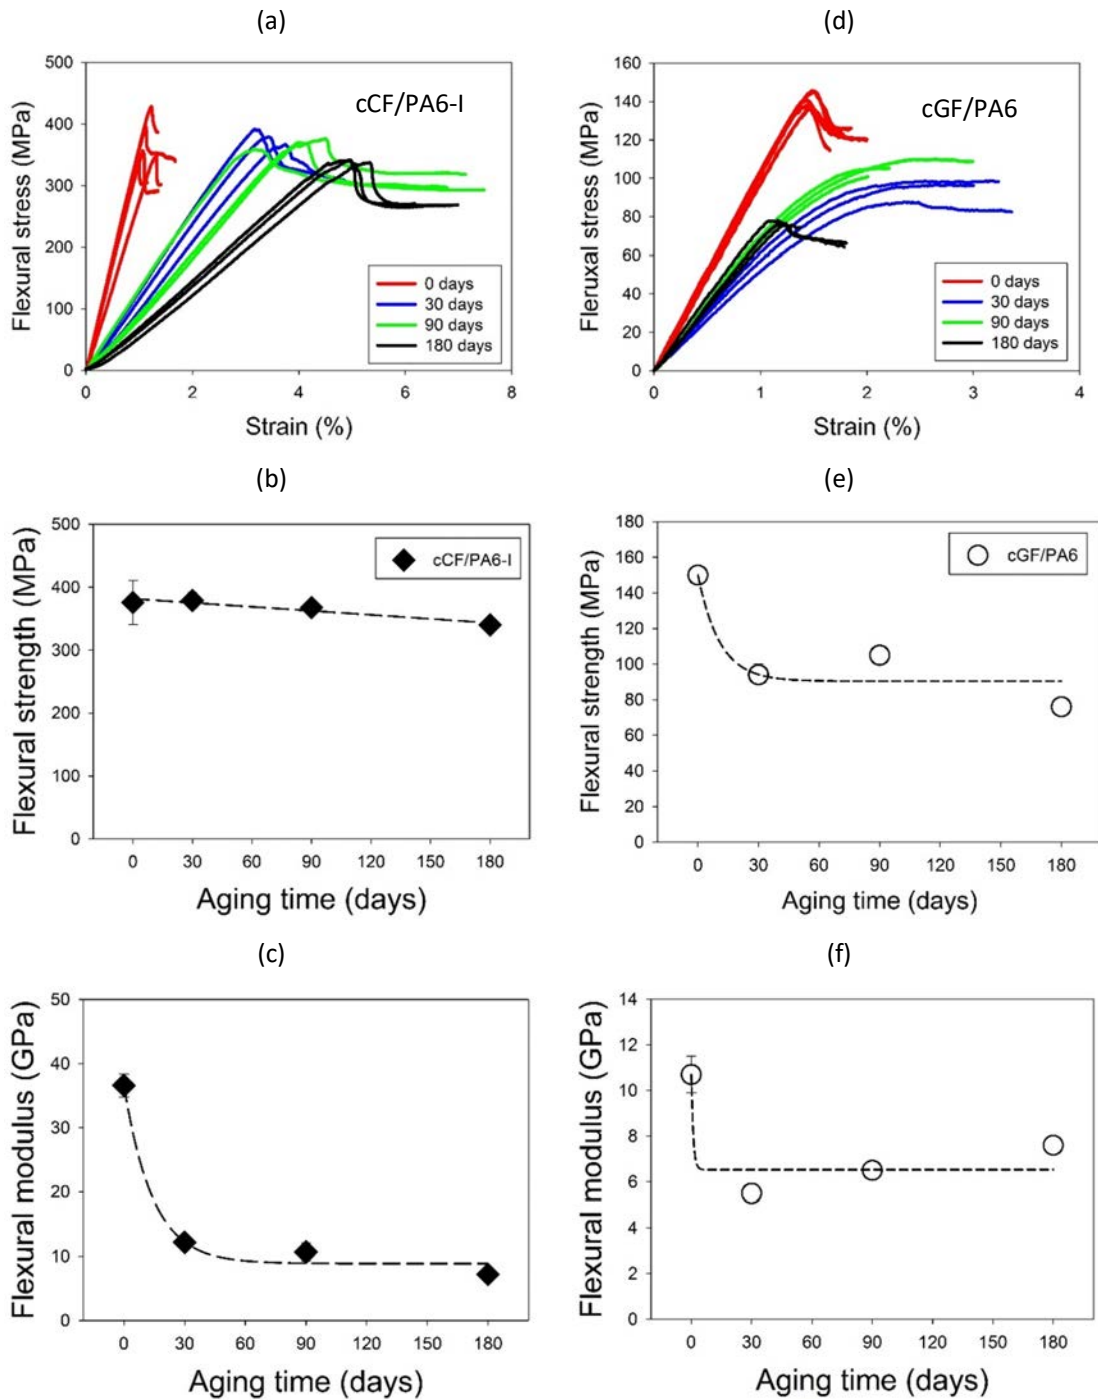 (a)
500
400
300
200
100
0
Flexural stress (MPa)
cCF/PA6-I
0 days
30 days
90 days
180 days
0 2 4 6 8
Strain (%)
(d)
160
140
120
100
80
60
40
20
0
Fleruxal stress (MPa)
cGF/PA6
0 days
30 days
90 days
180 days
0 1 2 3 4
Strain (%)
(b)
500
400
300
200
100
0
Flexural strength (MPa)
cCF/PA6-I
0 30 60 90 120 150 180
Aging time (days)
(e)
180
160
140
120
100
80
60
40
20
0
Flexural strength (MPa)
cGF/PA6
0 30 60 90 120 150 180
Aging time (days)
(c)
50
40
30
20
10
0
Flexural modulus (GPa)
0 30 60 90 120 150 180
Aging time (days)
(f)
14
12
10
8
6
4
2
0
Flexural modulus (GPa)
0 30 60 90 120 150 180
Aging time (days)